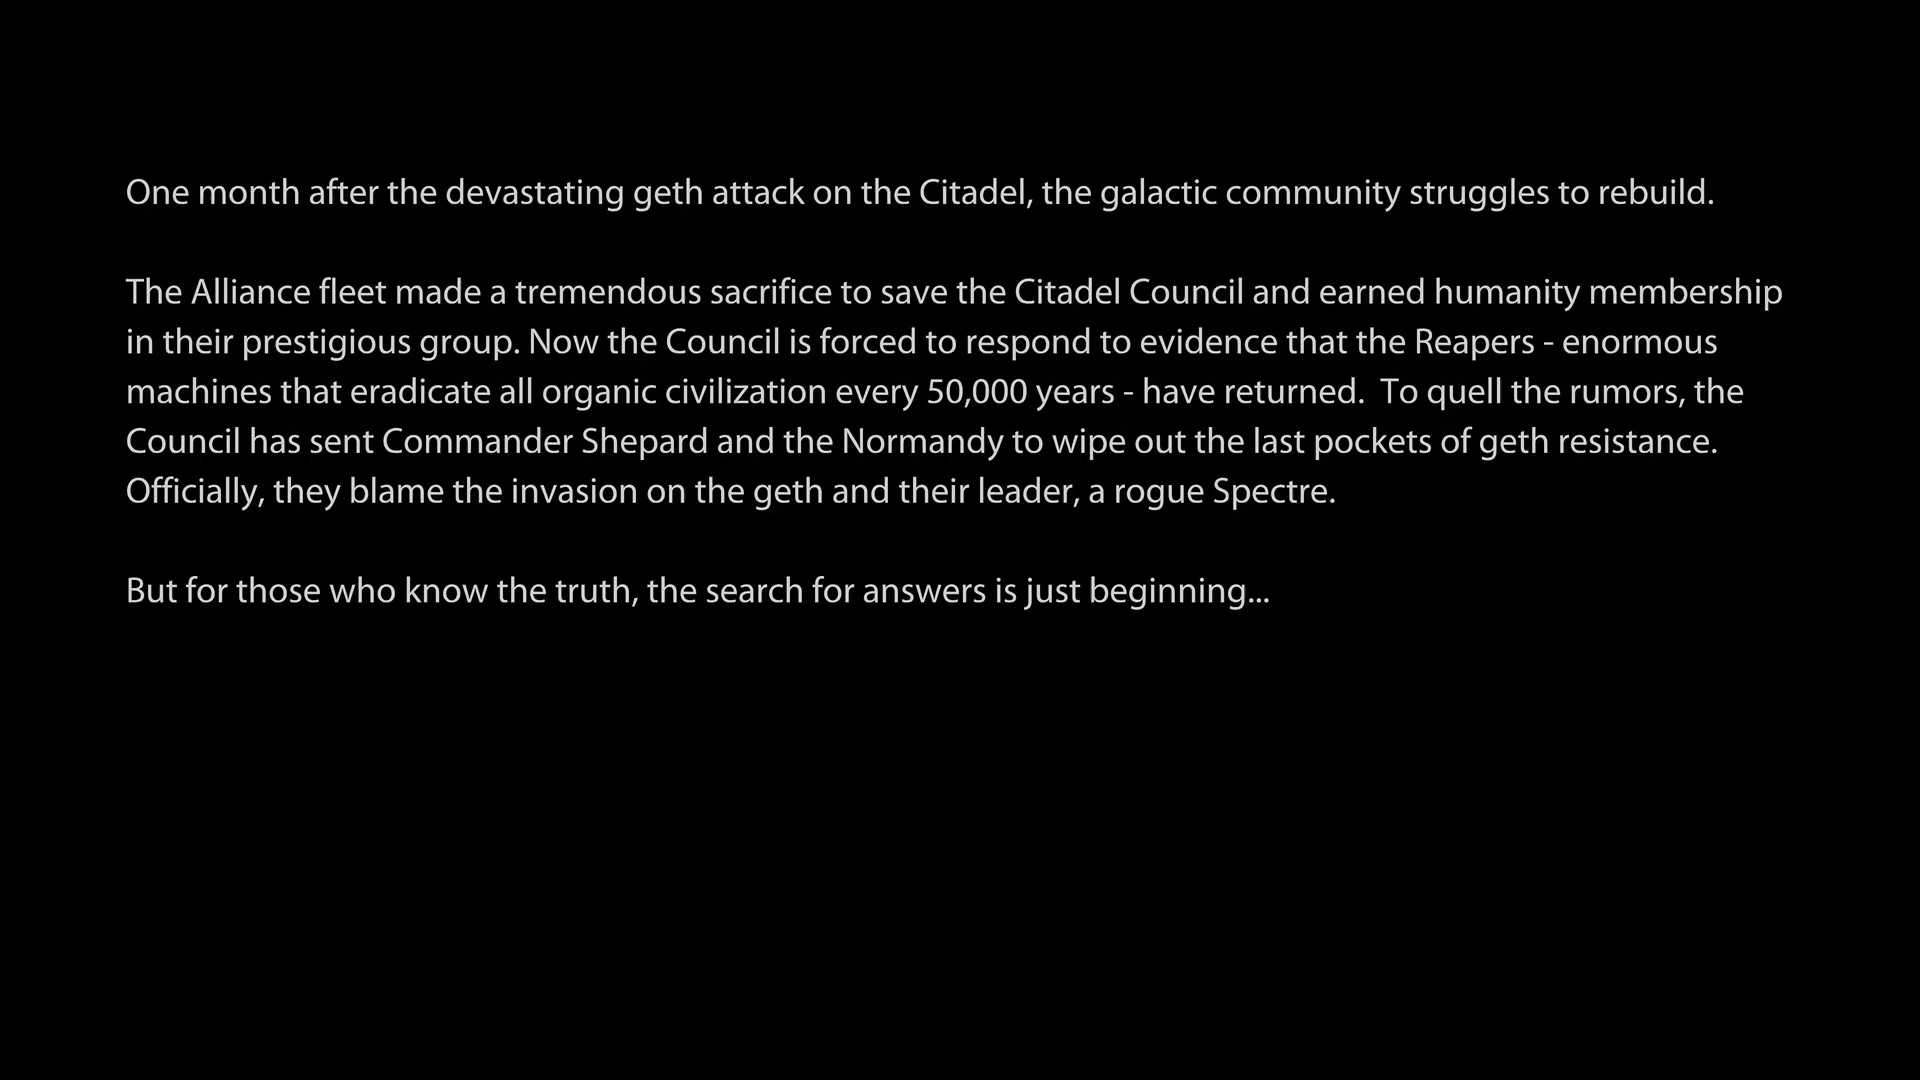 One month after the devastating geth attack on the Citadel, the galactic community struggles to rebuild.
The Alliance fleet made a tremendous sacrifice to save the Citadel Council and earned humanity membership
in their prestigious group. Now the Council is forced to respond to evidence that the Reapers - enormous
machines that eradicate all organic civilization every 50,000 years - have returned.  To quell the rumors, the
Council has sent Commander Shepard and the Normandy to wipe out the last pockets of geth resistance.
Officially, they blame the invasion on the geth and their leader, a rogue Spectre.
But for those who know the truth, the search for answers is just beginning...